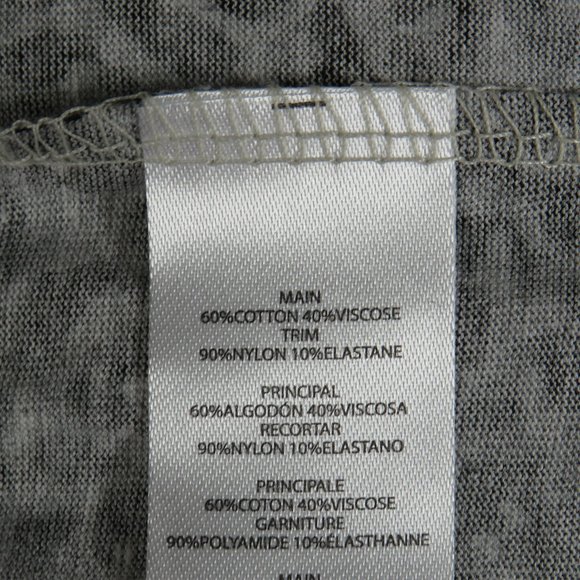 MAIN
60%COTTON 40%VISCOSE
TRIM
90%NYLON 10%ELASTANE
PRINCIPAL
60%ALGODÓN 40%VISCOSA
RECORTAR
90%NYLON 10%ELASTANO
PRINCIPALE
60%COTON 40%VISCOSE
GARNITURE
90%POLYAMIDE 10%ELASTHANNE
MAIN